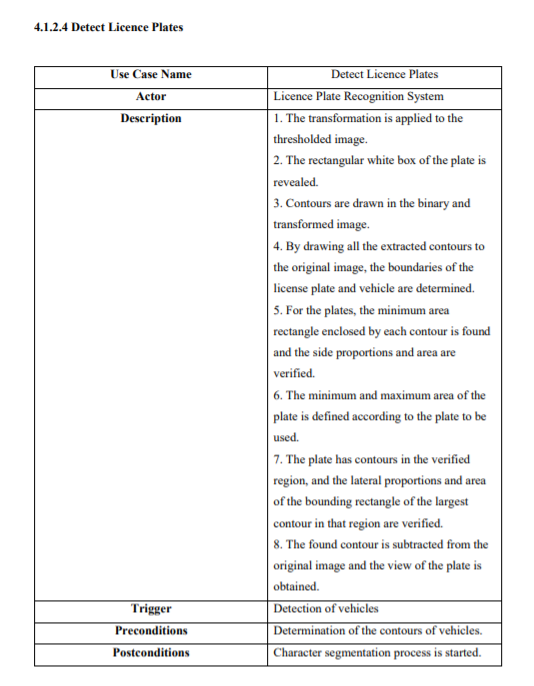 4.1.2.4 Detect Licence Plates
Use Case Name
Detect Licence Plates
Actor
Licence Plate Recognition System
Description
1. The transformation is applied to the
thresholded image.
2. The rectangular white box of the plate is
revealed.
3. Contours are drawn in the binary and
transformed image.
4. By drawing all the extracted contours to
the original image, the boundaries of the
license plate and vehicle are determined.
5. For the plates, the minimum area
rectangle enclosed by each contour is found
and the side proportions and area are
verified.
6. The minimum and maximum area of the
plate is defined according to the plate to be
used.
7. The plate has contours in the verified
region, and the lateral proportions and area
of the bounding rectangle of the largest
contour in that region are verified.
8. The found contour is subtracted from the
original image and the view of the plate is
obtained.
Trigger
Detection of vehicles
Preconditions
Determination of the contours of vehicles.
Postconditions
Character segmentation process is started.